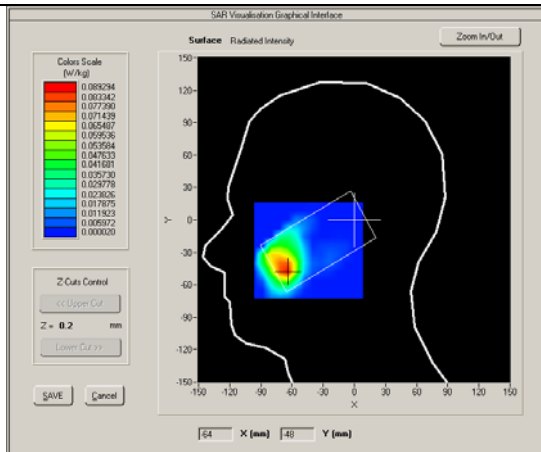 SAR Visualisation Graphical Interface
Surface Radiated Intensity
Zoom In/Out
Colors Scale
(W/kg)
0.089294
0.083342
0.077390
0.071439
0.065487
0.059536
0.053584
0.047633
0.041681
0.035730
0.029778
0.023826
0.017875
0.011923
0.005972
0.000020
Z Cuts Control
<< Upper Cut
Z = 0.2 mm
Lower Cut >>
SAVE Cancel
150-
120-
90-
60-
30-
0-
-30-
-60-
-90-
-120-
-150-
Y
-150 -120 -90 -60 -30 0 30 60 90 120 150
X
-64 X (mm) -48 Y (mm)